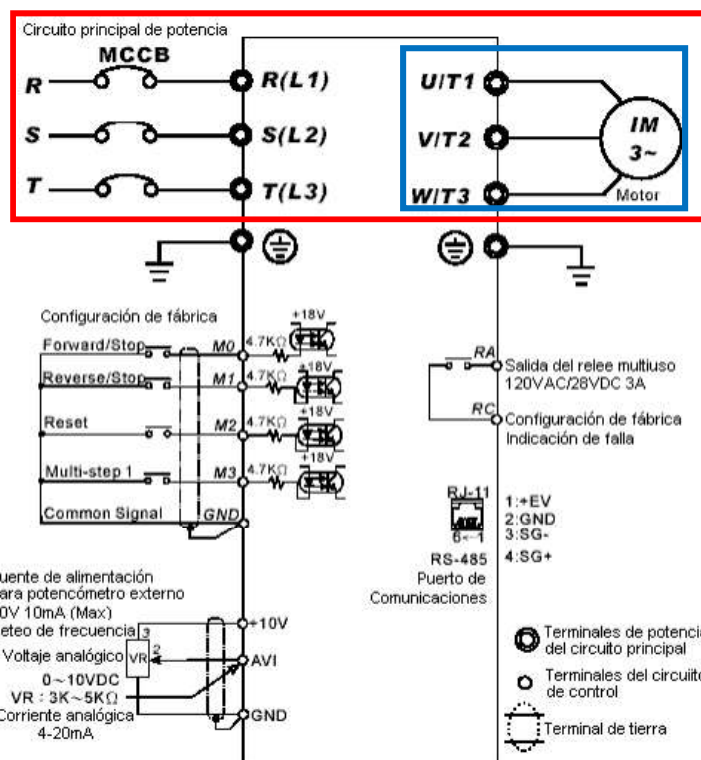 Circuito principal de potencia
MCCB
R
R(L1)
U/T1
S
S(L2)
V/T2
IM
3~
T
T(L3)
W/T3
Motor
Configuración de fábrica
+18V
Forward/Stop
M0
4.7KΩ
+18V
Reverse/Stop
M1
4.7KΩ
+18V
Reset
M2
4.7KΩ
+18V
Multi-step 1
M3
4.7KΩ
Common Signal
GND
RA
Salida del relee multiuso
120VAC/28VDC 3A
RC
Configuración de fábrica
Indicación de falla
RJ-11
6←1
1:+EV
2:GND
3:SG-
4:SG+
RS-485
Puerto de
Comunicaciones
uente de alimentación
ara potencómetro externo
0V 10mA (Max)
eteo de frecuencia
3
+10V
Voltaje analógico
VR
2
AVI
0~10VDC
VR : 3K~5KΩ
Corriente analógica
4-20mA
1
GND
Terminales de potencia
del circuito principal
Terminales del circuiito
de control
Terminal de tierra